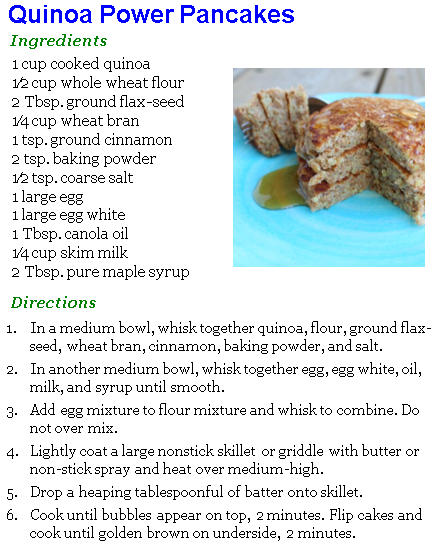 Quinoa Power Pancakes
Ingredients
1 cup cooked quinoa
1/2 cup whole wheat flour
2 Tbsp. ground flax-seed
1/4 cup wheat bran
1 tsp. ground cinnamon
2 tsp. baking powder
1/2 tsp. coarse salt
1 large egg
1 large egg white
1 Tbsp. canola oil
1/4 cup skim milk
2 Tbsp. pure maple syrup
Directions
1. In a medium bowl, whisk together quinoa, flour, ground flax-
seed, wheat bran, cinnamon, baking powder, and salt.
2. In another medium bowl, whisk together egg, egg white, oil,
milk, and syrup until smooth.
3. Add egg mixture to flour mixture and whisk to combine. Do
not over mix.
4. Lightly coat a large nonstick skillet or griddle with butter or
non-stick spray and heat over medium-high.
5. Drop a heaping tablespoonful of batter onto skillet.
6. Cook until bubbles appear on top, 2 minutes. Flip cakes and
cook until golden brown on underside, 2 minutes.